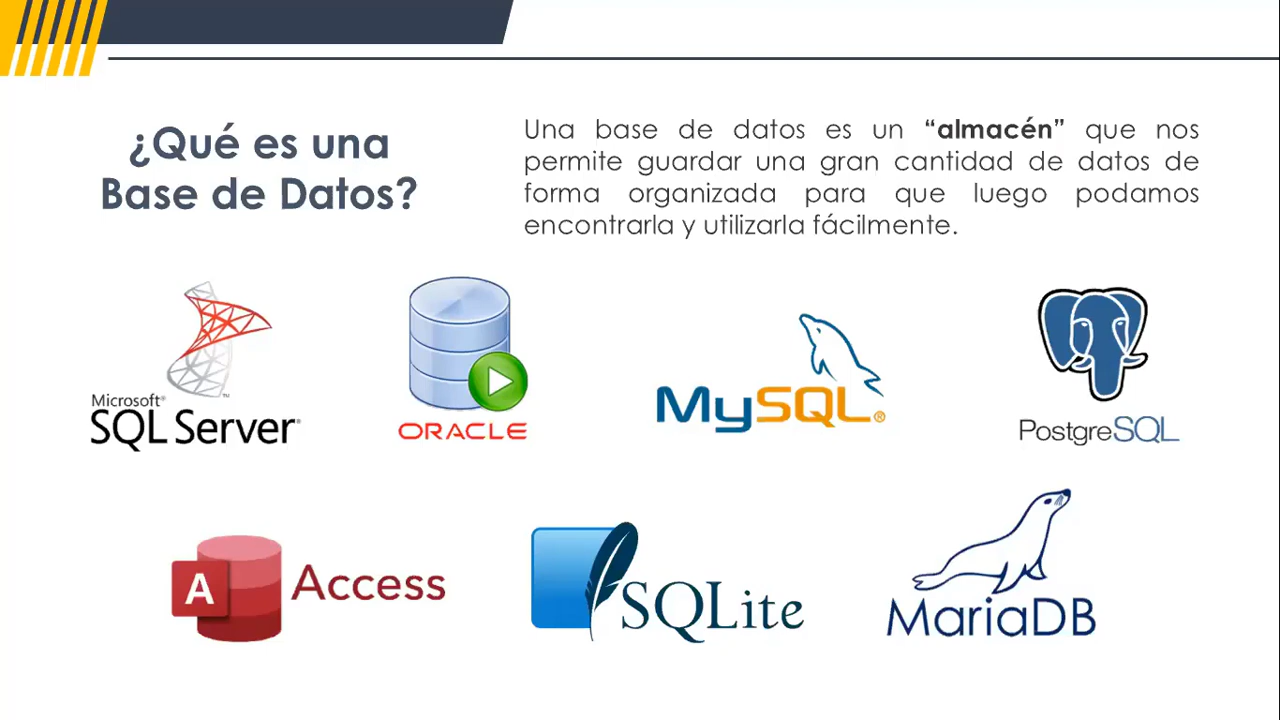 ¿Qué es una
Base de Datos?
Una base de datos es un “almacén” que nos
permite guardar una gran cantidad de datos de
forma organizada para que luego podamos
encontrarla y utilizarla fácilmente.
Microsoft®
SQL Server®
ORACLE
MySQL®
PostgreSQL
A Access
SQLite
MariaDB